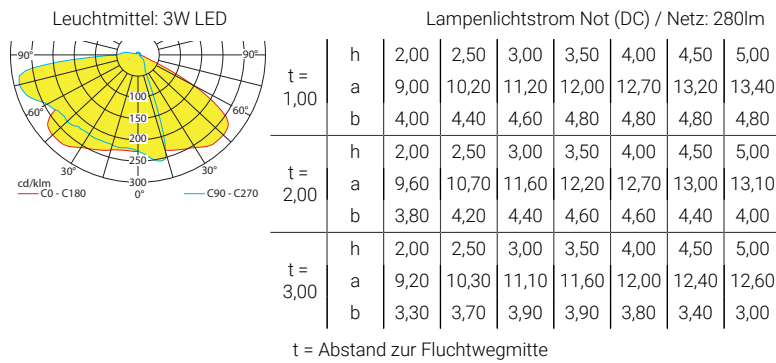 Leuchtmittel: 3W LED
90° 90°
60° 60°
30° 30°
0°
100
150
200
250
300
cd/klm
C0 - C180
C90 - C270
Lampenlichtstrom Not (DC) / Netz: 280lm
t = 1,00
h 2,00 2,50 3,00 3,50 4,00 4,50 5,00
a 9,00 10,20 11,20 12,00 12,70 13,20 13,40
b 4,00 4,40 4,60 4,80 4,80 4,80 4,80
t = 2,00
h 2,00 2,50 3,00 3,50 4,00 4,50 5,00
a 9,60 10,70 11,60 12,20 12,70 13,00 13,10
b 3,80 4,20 4,40 4,60 4,60 4,40 4,00
t = 3,00
h 2,00 2,50 3,00 3,50 4,00 4,50 5,00
a 9,20 10,30 11,10 11,60 12,00 12,40 12,60
b 3,30 3,70 3,90 3,90 3,80 3,40 3,00
t = Abstand zur Fluchtwegmitte